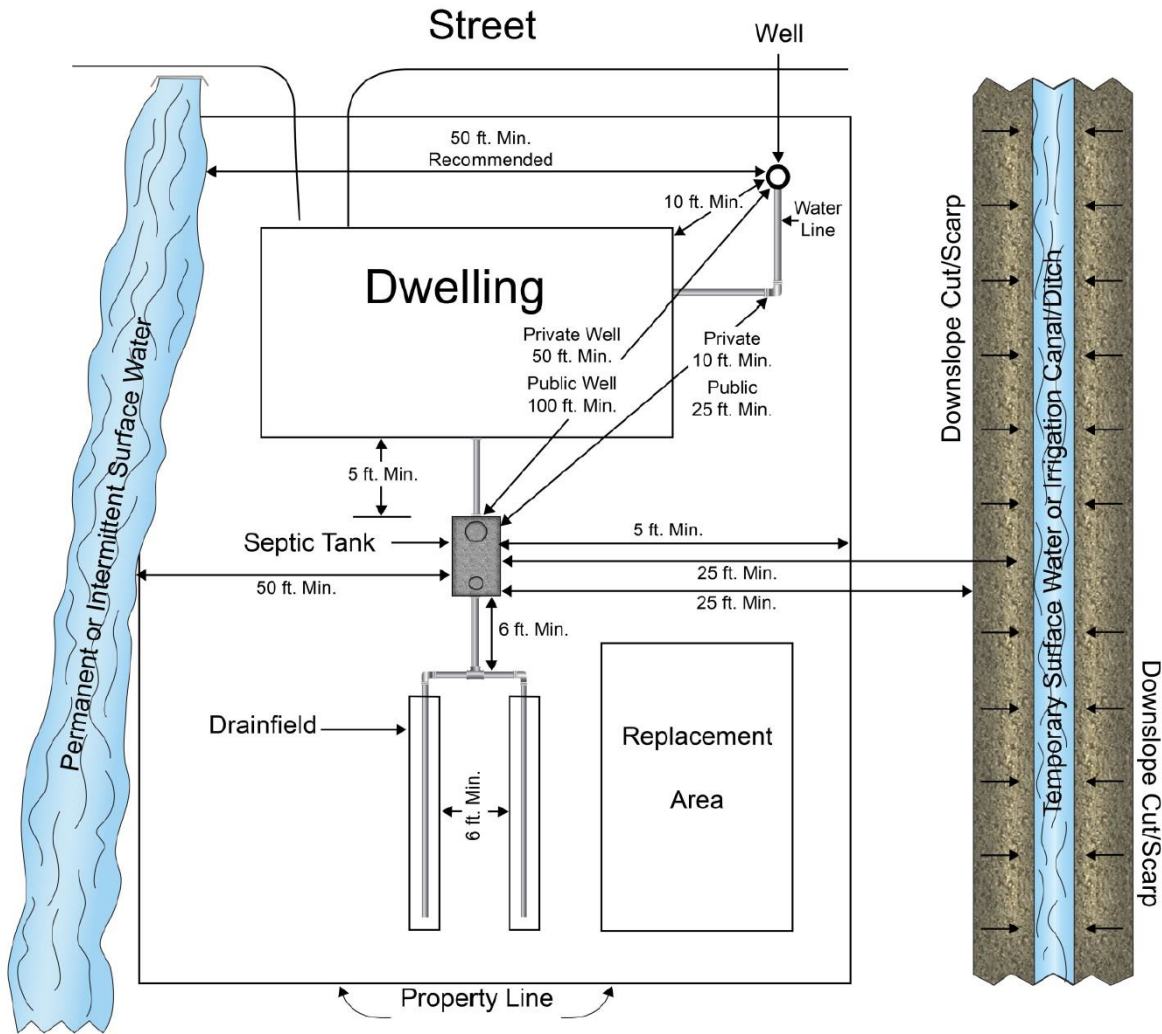 Street
Well
50 ft. Min.
Recommended
10 ft. Min.
Water
Line
Dwelling
Private Well
50 ft. Min.
Public Well
100 ft. Min.
Private
10 ft. Min.
Public
25 ft. Min.
5 ft. Min.
Septic Tank
5 ft. Min.
25 ft. Min.
50 ft. Min.
25 ft. Min.
6 ft. Min.
Drainfield
6 ft. Min.
Replacement
Area
Property Line
Permanent or Intermittent Surface Water
Downslope Cut/Scarp
Temporary Surface Water or Irrigation Canal/Ditch
Downslope Cut/Scarp